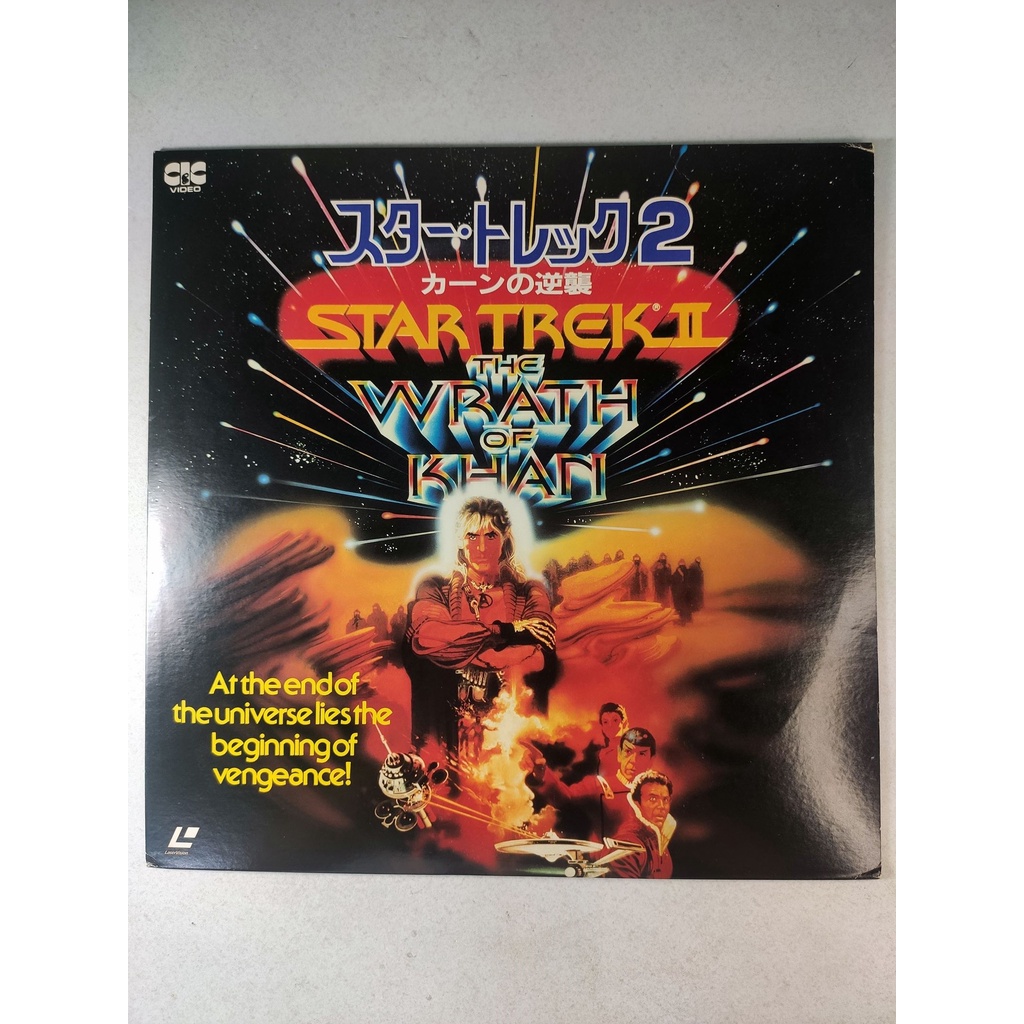 CIC
VIDEO
スター・トレック2
カーンの逆襲
STAR TREK® II
THE
WRATH
OF
KHAN
At the end of
the universe lies the
beginning of
vengeance!
LaserVision